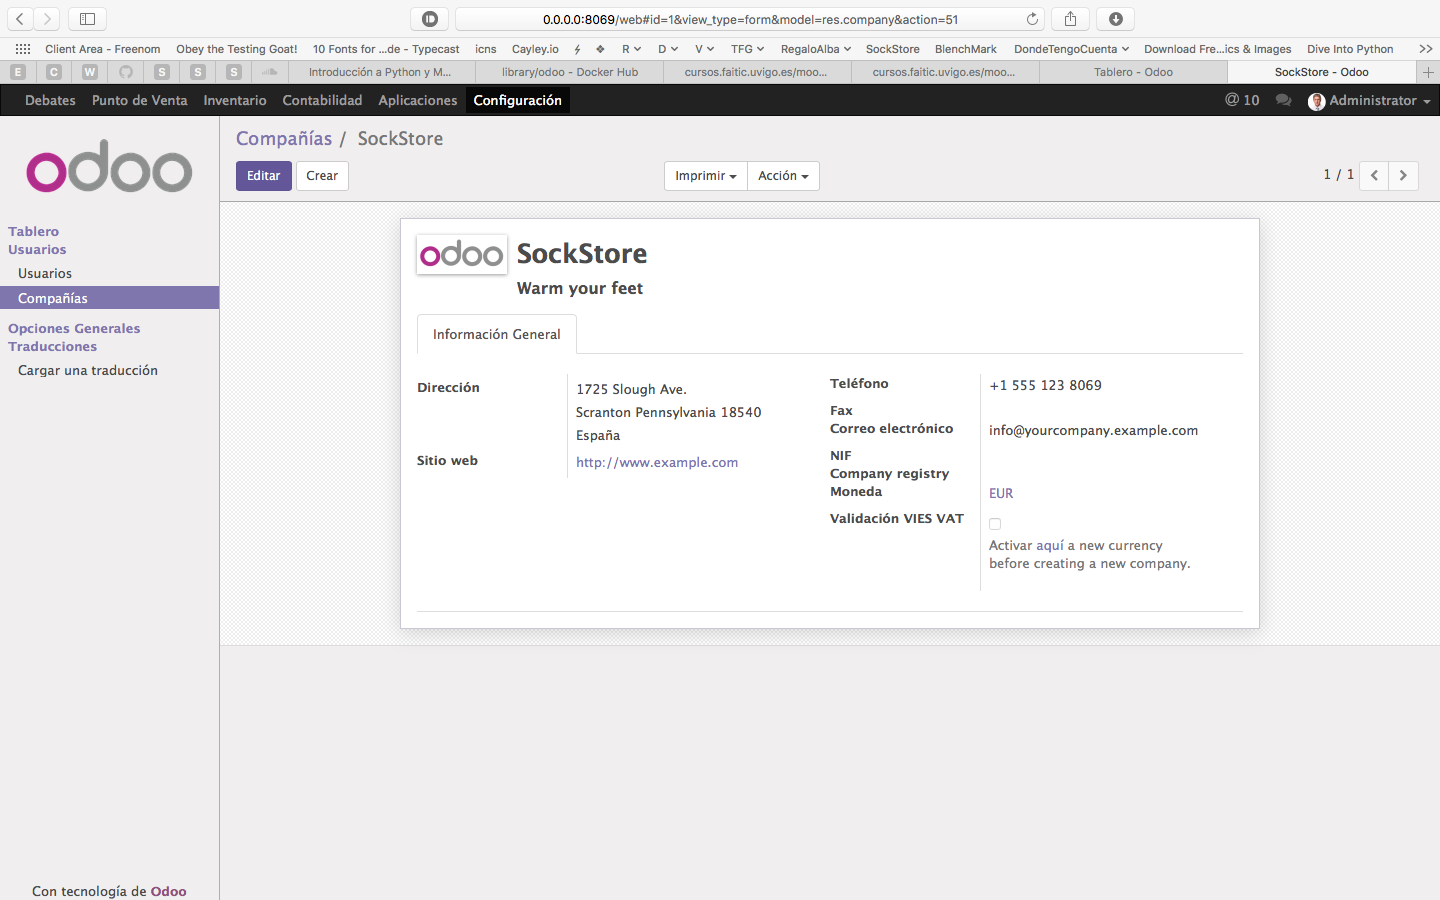 0.0.0.0:8069/web#id=1&view_type=form&model=res.company&action=51
Client Area - Freenom Obey the Testing Goat! 10 Fonts for ...de - Typecast icns Cayley.io R D V TFG RegaloAlba SockStore BlenchMark DondeTengoCuenta Download Fre...ics & Images Dive Into Python
E C W S S S Introducción a Python y M... library/odoo - Docker Hub cursos.faitic.uvigo.es/moo... cursos.faitic.uvigo.es/moo... Tablero - Odoo SockStore - Odoo
Debates Punto de Venta Inventario Contabilidad Aplicaciones Configuración @ 10 Administrator
odoo
Compañías / SockStore
Editar Crear Imprimir Acción 1 / 1
Tablero
Usuarios
Usuarios
Compañías
Opciones Generales
Traducciones
Cargar una traducción
Con tecnología de Odoo
odoo SockStore
Warm your feet
Información General
Dirección
1725 Slough Ave.
Scranton Pennsylvania 18540
España
Sitio web http://www.example.com
Teléfono +1 555 123 8069
Fax
Correo electrónico info@yourcompany.example.com
NIF
Company registry
Moneda EUR
Validación VIES VAT
Activar aquí a new currency
before creating a new company.